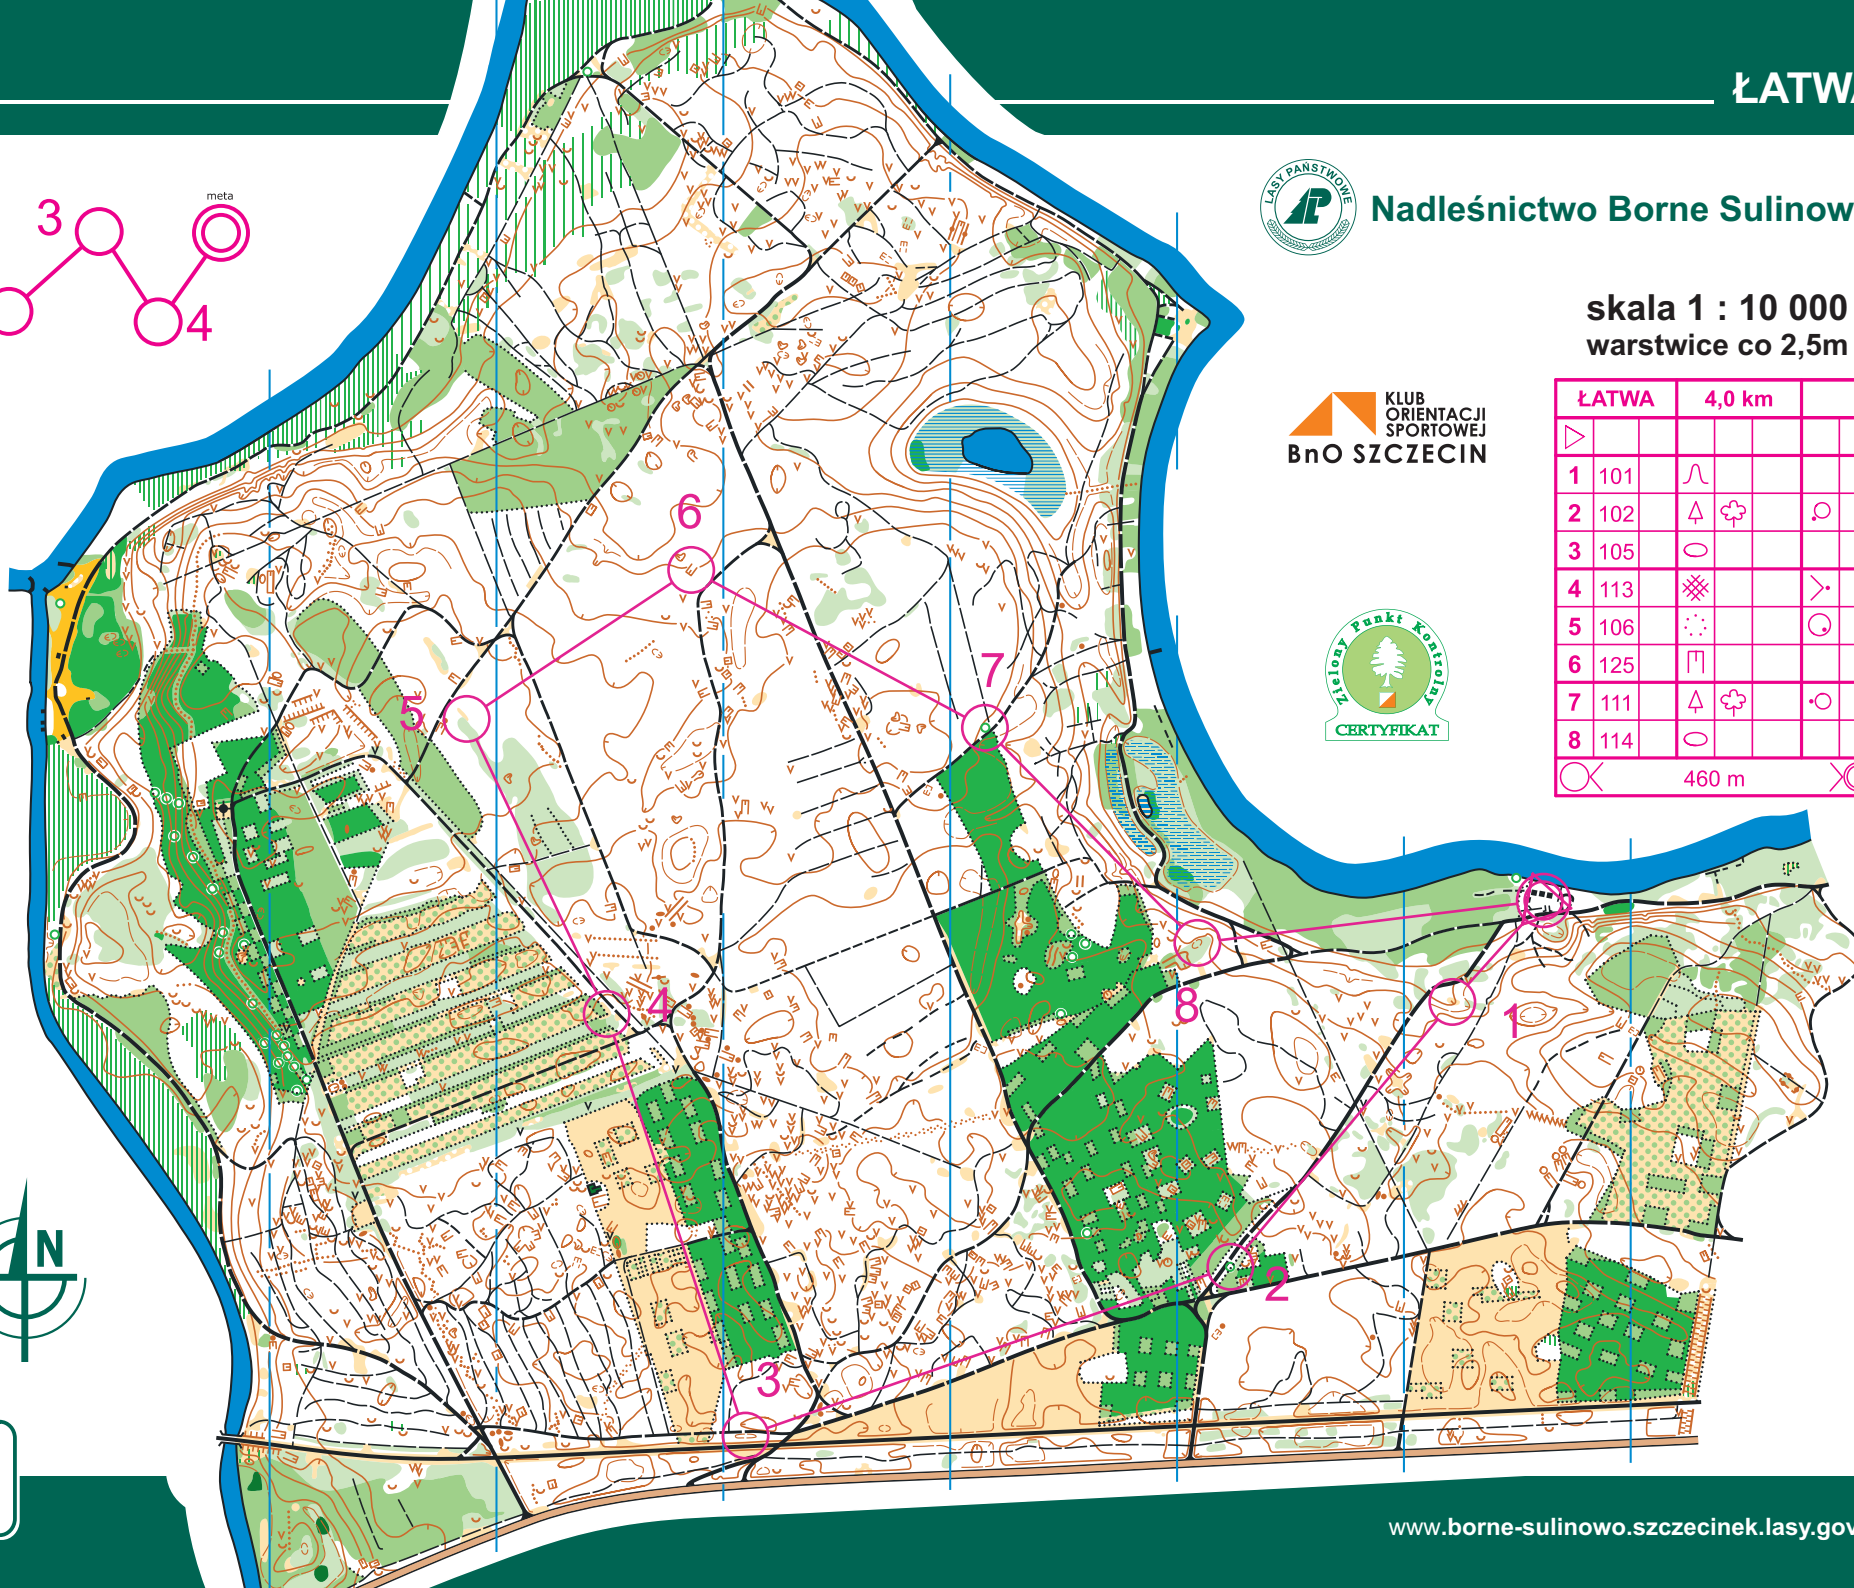 ŁATWA
meta
3
4
LASY PAŃSTWOWE
Nadleśnictwo Borne Sulinow
skala 1 : 10 000
warstwice co 2,5m
KLUB
ORIENTACJI
SPORTOWEJ
BnO SZCZECIN
ŁATWA 4,0 km
1 101
2 102
3 105
4 113
5 106
6 125
7 111
8 114
460 m
Zielony Punkt Kontrolny
CERTYFIKAT
6
7
5
4
8
1
2
3
N
www.borne-sulinowo.szczecinek.lasy.gov